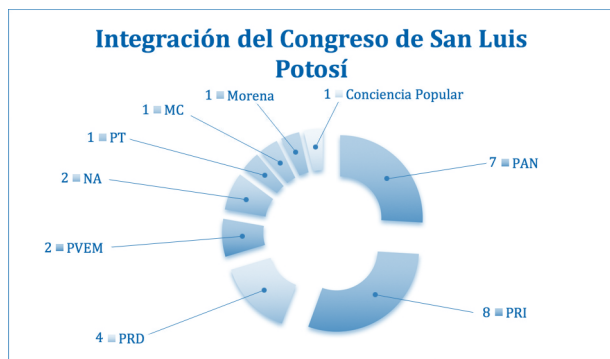 Integración del Congreso de San Luis
Potosí
1 Morena
1 Conciencia Popular
1 MC
1 PT
7 PAN
2 NA
2 PVEM
8 PRI
4 PRD